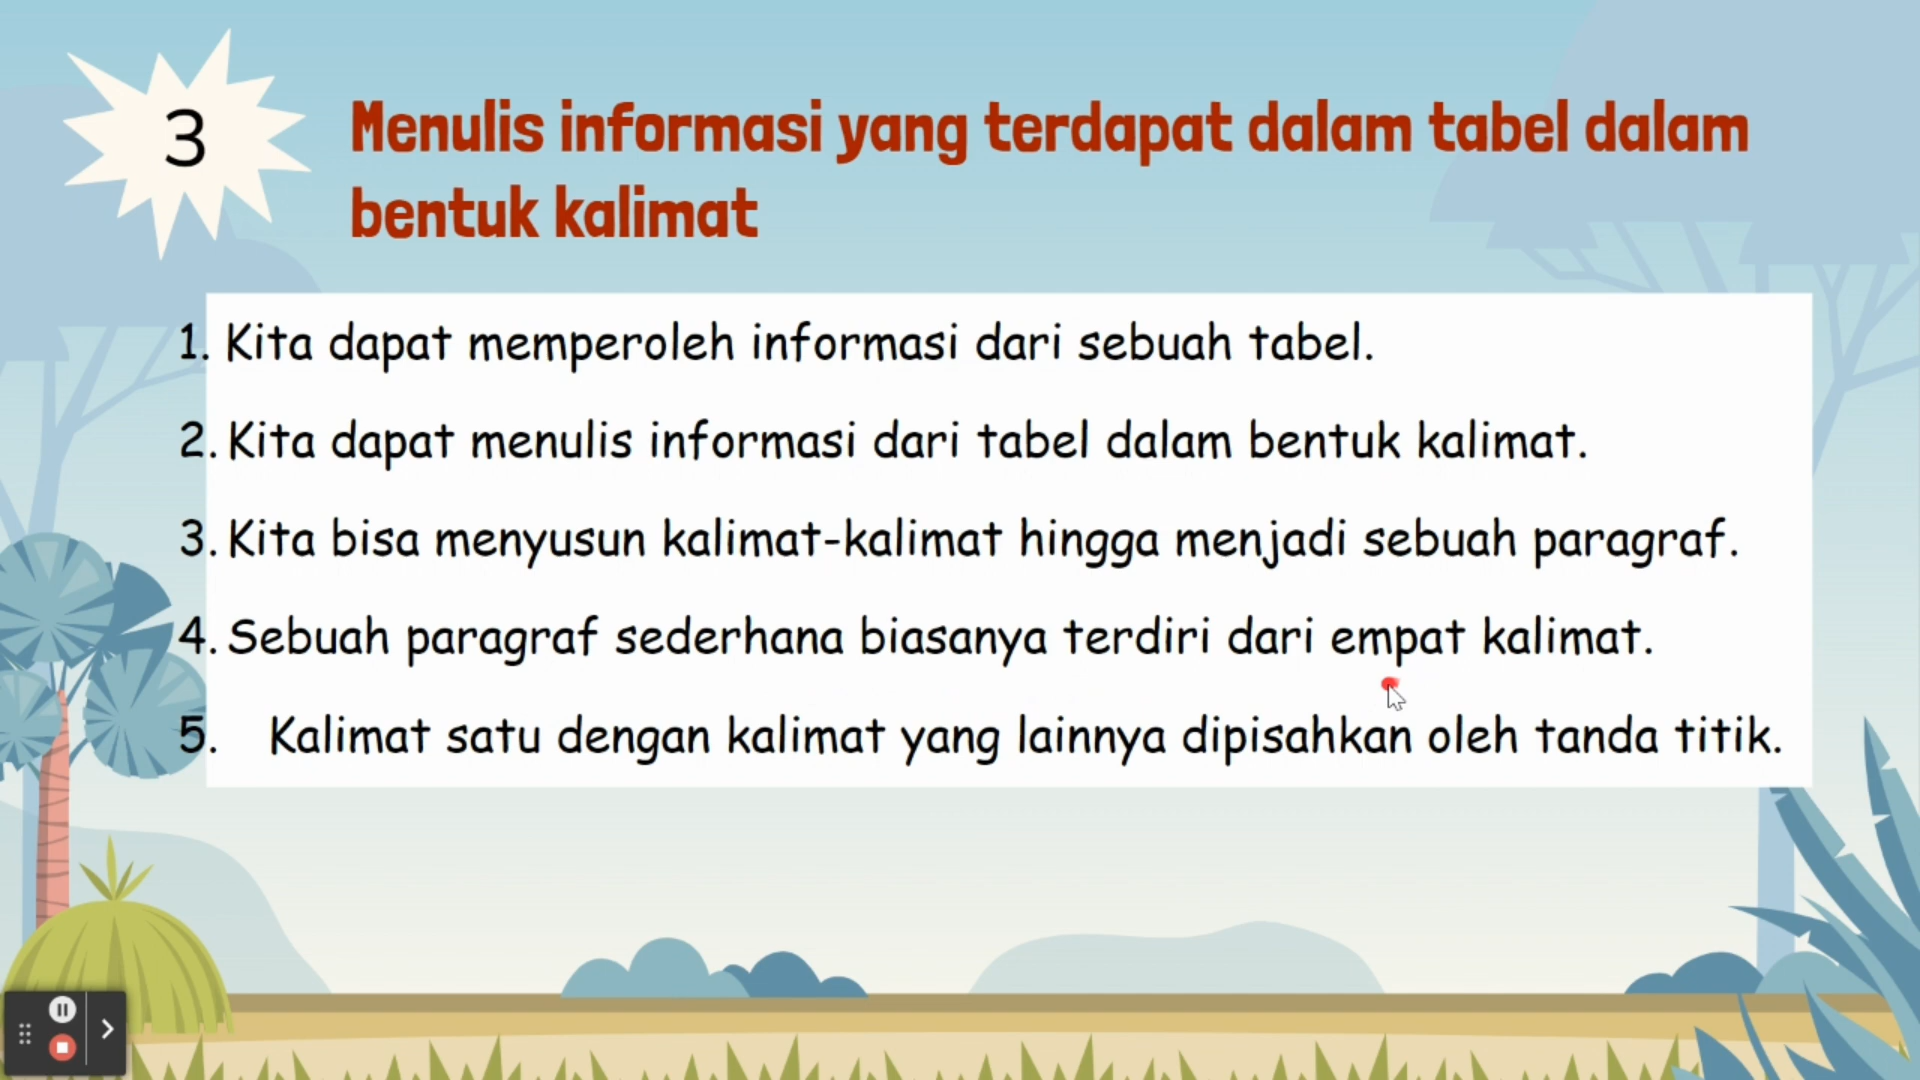 3
Menulis informasi yang terdapat dalam tabel dalam
bentuk kalimat
1. Kita dapat memperoleh informasi dari sebuah tabel.
2. Kita dapat menulis informasi dari tabel dalam bentuk kalimat.
3. Kita bisa menyusun kalimat-kalimat hingga menjadi sebuah paragraf.
4. Sebuah paragraf sederhana biasanya terdiri dari empat kalimat.
5. Kalimat satu dengan kalimat yang lainnya dipisahkan oleh tanda titik.